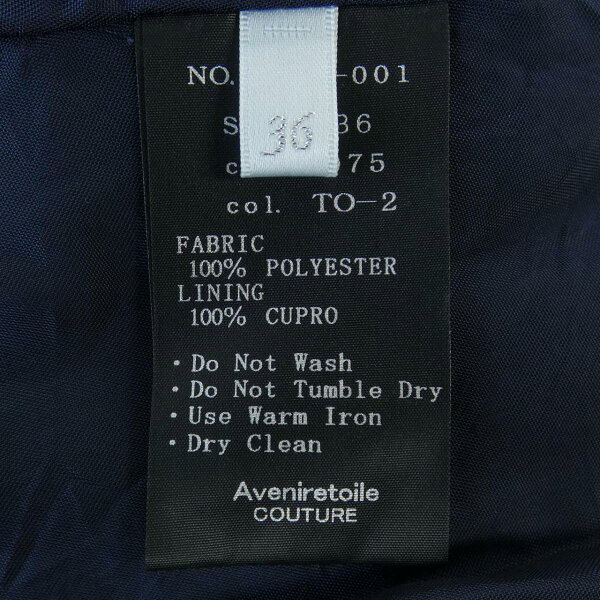 NO. -001
36
36
75
col. TO-2
FABRIC
100% POLYESTER
LINING
100% CUPRO
・Do Not Wash
・Do Not Tumble Dry
・Use Warm Iron
・Dry Clean
Aveniretoile
COUTURE